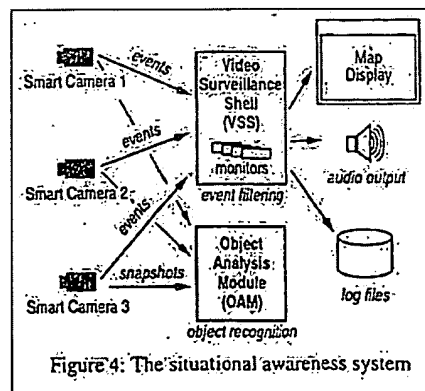 Smart Camera 1
events
Video
Surveillance
Shell
(VSS)
monitors
event filtering
Map
Display
audio output
log files
events
Smart Camera 2
events
Smart Camera 3
snapshots
Object
Analysis
Module
(OAM)
object recognition
Figure 4: The situational awareness system